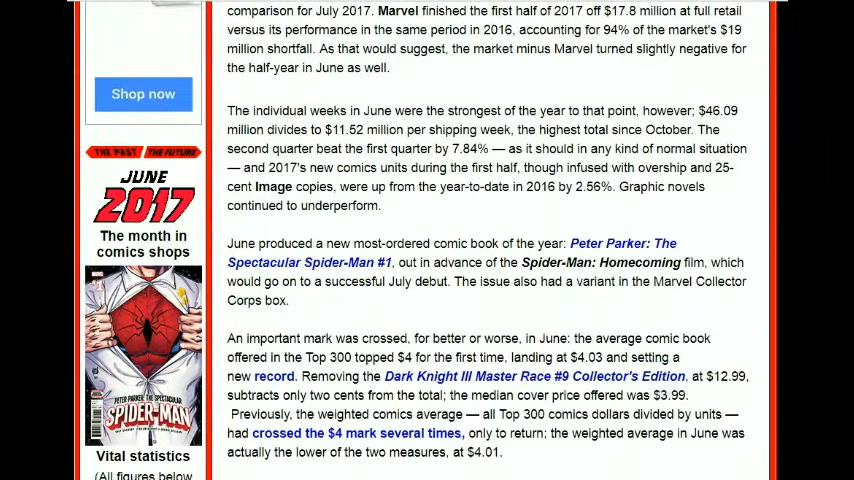 comparison for July 2017. Marvel finished the first half of 2017 off $17.8 million at full retail
versus its performance in the same period in 2016, accounting for 94% of the market's $19
million shortfall. As that would suggest, the market minus Marvel turned slightly negative for
the half-year in June as well.
Shop now
The individual weeks in June were the strongest of the year to that point, however; $46.09
million divides to $11.52 million per shipping week, the highest total since October. The
second quarter beat the first quarter by 7.84% — as it should in any kind of normal situation
— and 2017's new comics units during the first half, though infused with overship and 25-
cent Image copies, were up from the year-to-date in 2016 by 2.56%. Graphic novels
continued to underperform.
THE PAST THE FUTURE
JUNE
2017
The month in
comics shops
PETER PARKER: THE SPECTACULAR
SPIDER-MAN
Vital statistics
(All figures below
June produced a new most-ordered comic book of the year: Peter Parker: The
Spectacular Spider-Man #1, out in advance of the Spider-Man: Homecoming film, which
would go on to a successful July debut. The issue also had a variant in the Marvel Collector
Corps box.
An important mark was crossed, for better or worse, in June: the average comic book
offered in the Top 300 topped $4 for the first time, landing at $4.03 and setting a
new record. Removing the Dark Knight III Master Race #9 Collector's Edition, at $12.99,
subtracts only two cents from the total; the median cover price offered was $3.99.
Previously, the weighted comics average — all Top 300 comics dollars divided by units —
had crossed the $4 mark several times, only to return; the weighted average in June was
actually the lower of the two measures, at $4.01.